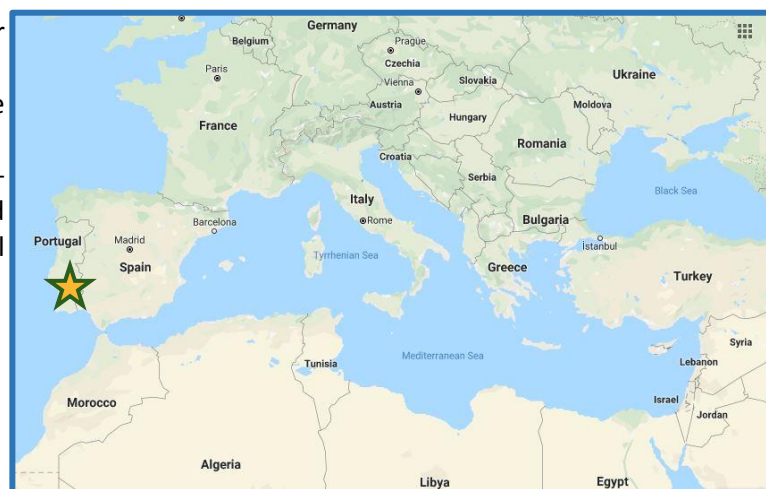 Germany
Belgium
Prague
Czechia
Paris
Slovakia
Ukraine
Vienna
Austria
Moldova
Hungary
France
Romania
Croatia
Serbia
Italy
Black Sea
Rome
Bulgaria
Barcelona
Portugal
Madrid
İstanbul
Tyrrhenian Sea
Spain
Greece
Turkey
Syria
Mediterranean Sea
Lebanon
Tunisia
Israel
Morocco
Jordan
Algeria
Libya
Egypt